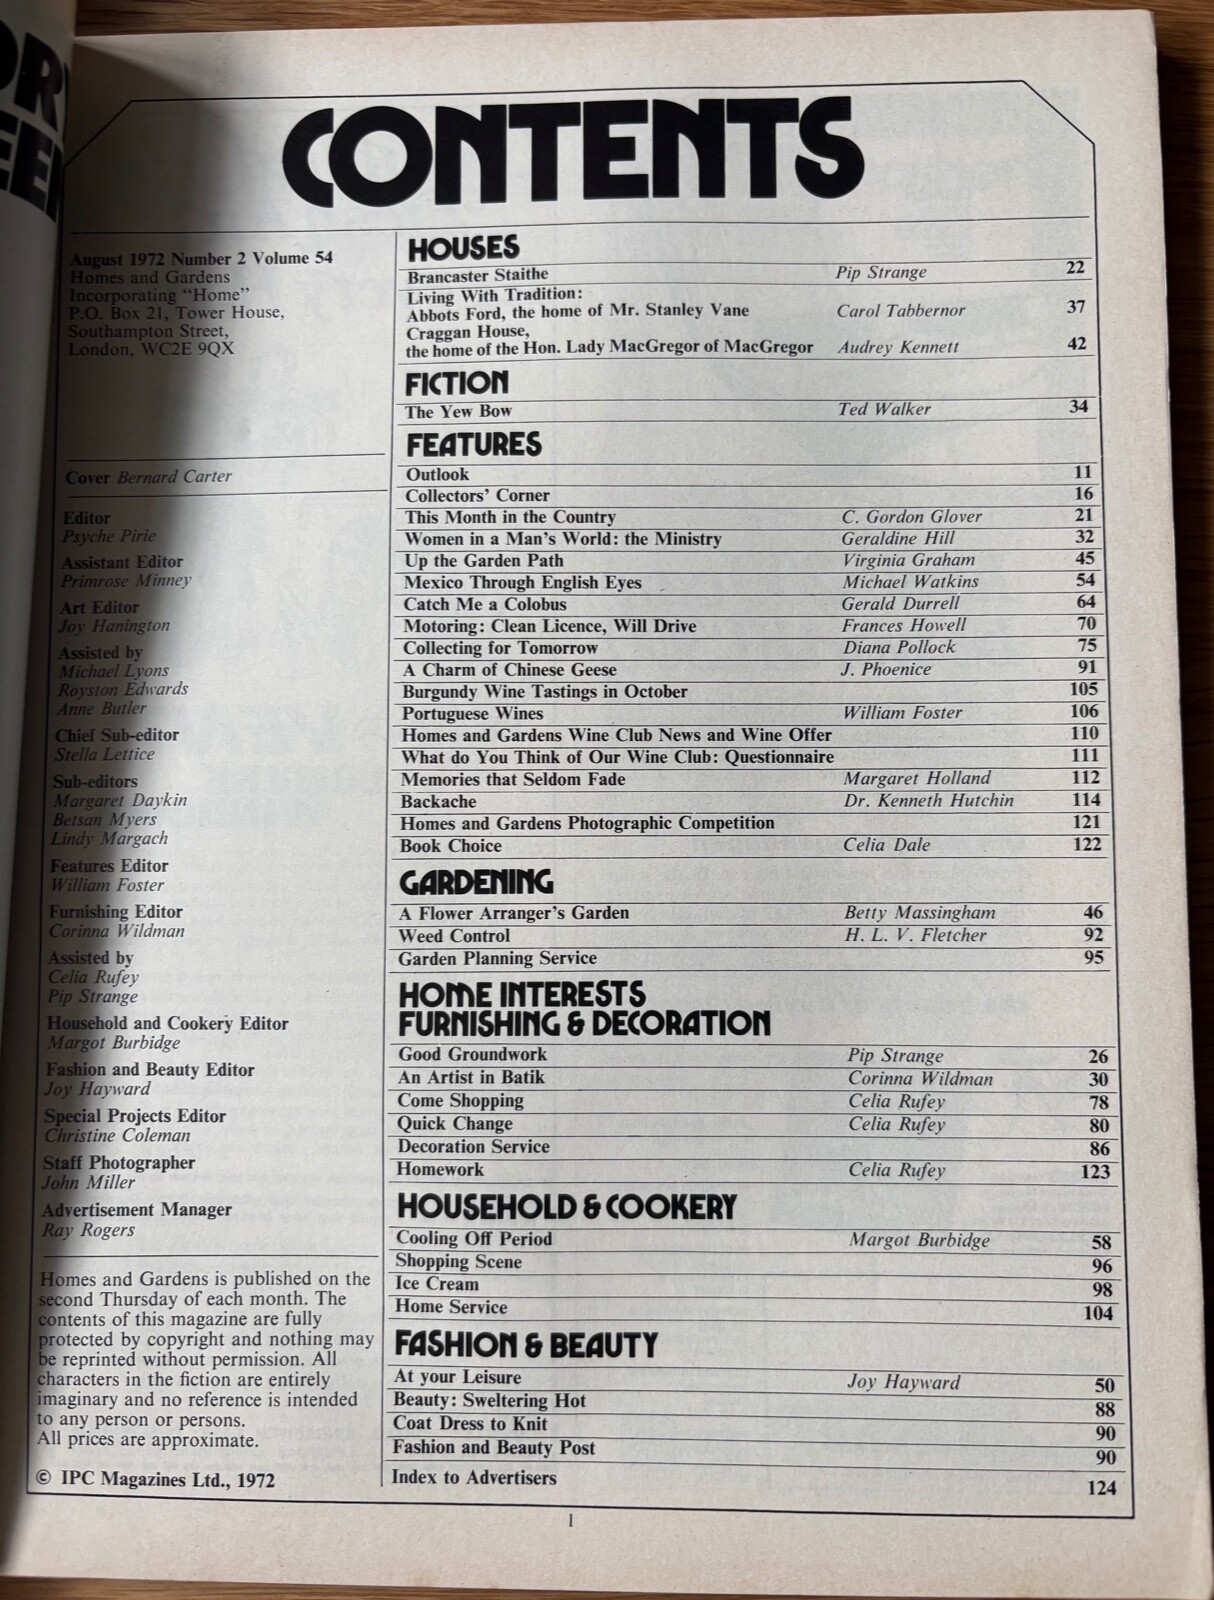 CONTENTS
August 1972 Number 2 Volume 54
Homes and Gardens
Incorporating "Home"
P.O. Box 21, Tower House,
Southampton Street,
London, WC2E 9QX
Cover Bernard Carter
Editor
Psyche Pirie
Assistant Editor
Primrose Minney
Art Editor
Joy Hanington
Assisted by
Michael Lyons
Royston Edwards
Anne Butler
Chief Sub-editor
Stella Lettice
Sub-editors
Margaret Daykin
Betsan Myers
Lindy Margach
Features Editor
William Foster
Furnishing Editor
Corinna Wildman
Assisted by
Celia Rufey
Pip Strange
Household and Cookery Editor
Margot Burbidge
Fashion and Beauty Editor
Joy Hayward
Special Projects Editor
Christine Coleman
Staff Photographer
John Miller
Advertisement Manager
Ray Rogers
Homes and Gardens is published on the
second Thursday of each month. The
contents of this magazine are fully
protected by copyright and nothing may
be reprinted without permission. All
characters in the fiction are entirely
imaginary and no reference is intended
to any person or persons.
All prices are approximate.
© IPC Magazines Ltd., 1972
HOUSES
Brancaster Staithe Pip Strange 22
Living With Tradition:
Abbots Ford, the home of Mr. Stanley Vane Carol Tabbernor 37
Craggan House,
the home of the Hon. Lady MacGregor of MacGregor Audrey Kennett 42
FICTION
The Yew Bow Ted Walker 34
FEATURES
Outlook 11
Collectors' Corner 16
This Month in the Country C. Gordon Glover 21
Women in a Man's World: the Ministry Geraldine Hill 32
Up the Garden Path Virginia Graham 45
Mexico Through English Eyes Michael Watkins 54
Catch Me a Colobus Gerald Durrell 64
Motoring: Clean Licence, Will Drive Frances Howell 70
Collecting for Tomorrow Diana Pollock 75
A Charm of Chinese Geese J. Phoenice 91
Burgundy Wine Tastings in October 105
Portuguese Wines William Foster 106
Homes and Gardens Wine Club News and Wine Offer 110
What do You Think of Our Wine Club: Questionnaire 111
Memories that Seldom Fade Margaret Holland 112
Backache Dr. Kenneth Hutchin 114
Homes and Gardens Photographic Competition 121
Book Choice Celia Dale 122
GARDENING
A Flower Arranger's Garden Betty Massingham 46
Weed Control H. L. V. Fletcher 92
Garden Planning Service 95
HOME INTERESTS
FURNISHING & DECORATION
Good Groundwork Pip Strange 26
An Artist in Batik Corinna Wildman 30
Come Shopping Celia Rufey 78
Quick Change Celia Rufey 80
Decoration Service 86
Homework Celia Rufey 123
HOUSEHOLD & COOKERY
Cooling Off Period Margot Burbidge 58
Shopping Scene 96
Ice Cream 98
Home Service 104
FASHION & BEAUTY
At your Leisure Joy Hayward 50
Beauty: Sweltering Hot 88
Coat Dress to Knit 90
Fashion and Beauty Post 90
Index to Advertisers 124
1